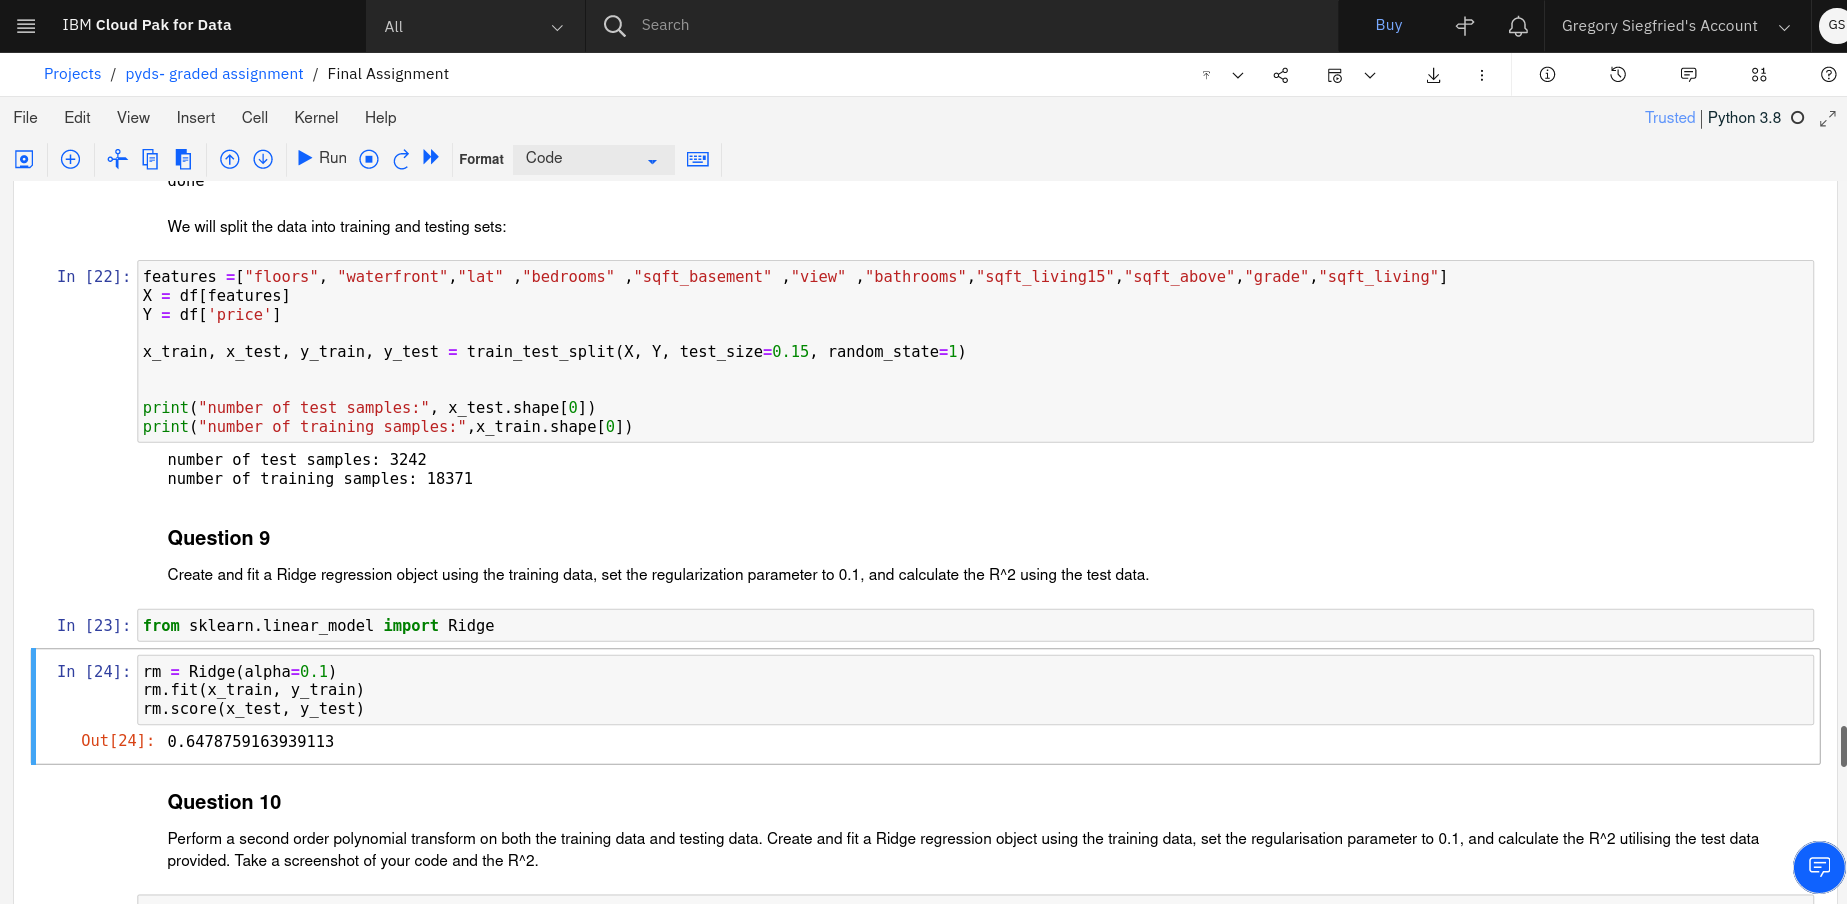 IBM Cloud Pak for Data
All
Search
Buy
Gregory Siegfried's Account
GS
Projects / pyds- graded assignment / Final Assignment
File Edit View Insert Cell Kernel Help
Trusted | Python 3.8
Run
Format
Code
done
We will split the data into training and testing sets:
In [22]:
features =["floors", "waterfront","lat" ,"bedrooms" ,"sqft_basement" ,"view" ,"bathrooms","sqft_living15","sqft_above","grade","sqft_living"]
X = df[features]
Y = df['price']
x_train, x_test, y_train, y_test = train_test_split(X, Y, test_size=0.15, random_state=1)
print("number of test samples:", x_test.shape[0])
print("number of training samples:",x_train.shape[0])
number of test samples: 3242
number of training samples: 18371
Question 9
Create and fit a Ridge regression object using the training data, set the regularization parameter to 0.1, and calculate the R^2 using the test data.
In [23]:
from sklearn.linear_model import Ridge
In [24]:
rm = Ridge(alpha=0.1)
rm.fit(x_train, y_train)
rm.score(x_test, y_test)
Out[24]: 0.6478759163939113
Question 10
Perform a second order polynomial transform on both the training data and testing data. Create and fit a Ridge regression object using the training data, set the regularisation parameter to 0.1, and calculate the R^2 utilising the test data
provided. Take a screenshot of your code and the R^2.